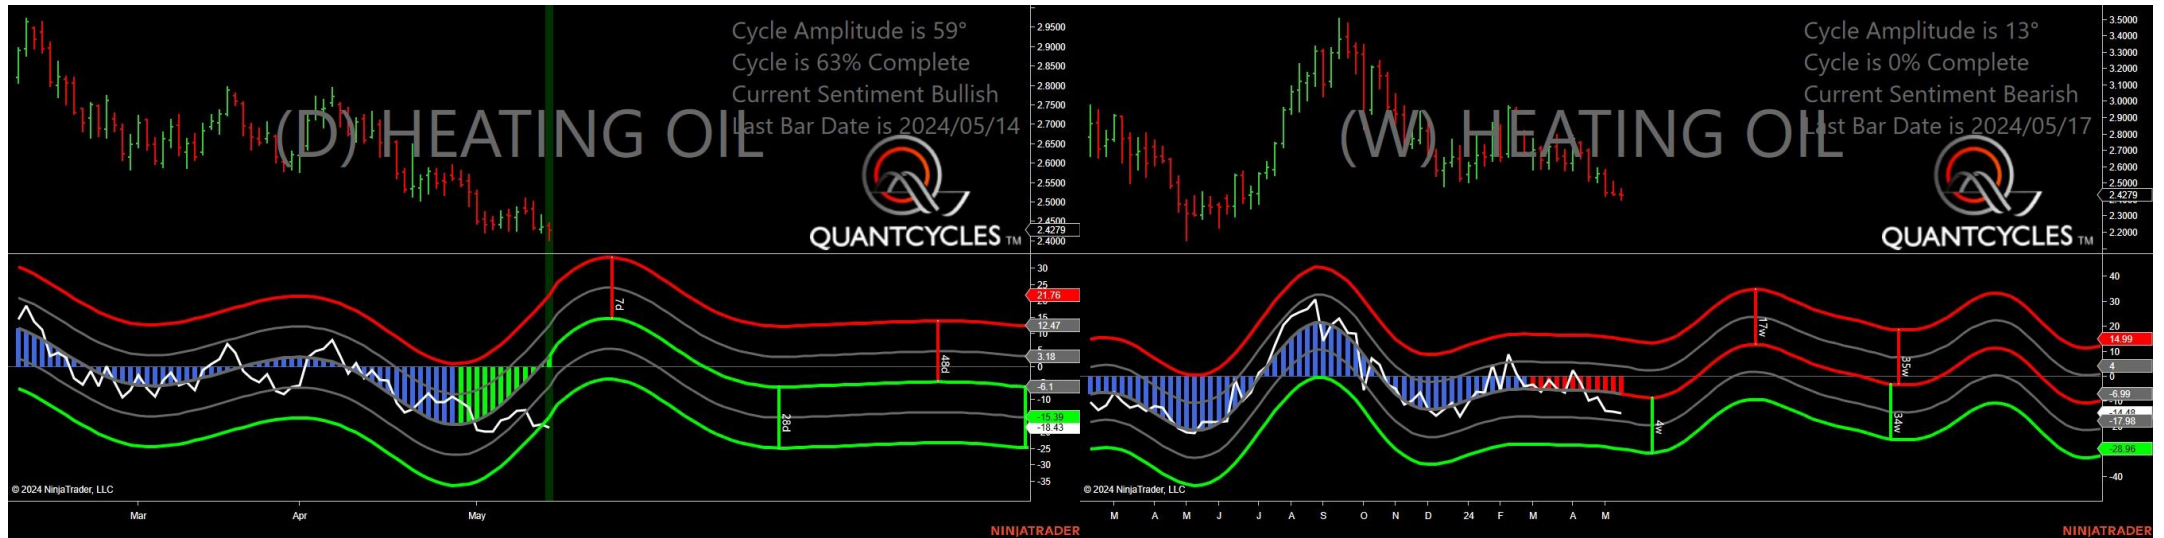 Cycle Amplitude is 59°
Cycle is 63% Complete
Current Sentiment Bullish
Last Bar Date is 2024/05/14
(D) HEATING OIL
QUANTCYCLES TM
2.9500
2.9000
2.8500
2.7500
2.7000
2.6500
2.6000
2.5500
2.5000
2.4500
2.4279
2.4000
30
25
21.76
15
12.47
10
5
3.18
0
-6.1
-10
-15.39
-18.43
-25
-30
-35
7d
28d
48d
© 2024 NinjaTrader, LLC
Mar
Apr
May
NINJATRADER
Cycle Amplitude is 13°
Cycle is 0% Complete
Current Sentiment Bearish
Last Bar Date is 2024/05/17
(W) HEATING OIL
QUANTCYCLES TM
3.5000
3.4000
3.3000
3.2000
3.1000
3.0000
2.9000
2.8000
2.7000
2.6000
2.5000
2.4279
2.3000
2.2000
40
30
20
14.99
10
4
0
-6.99
-14.48
-17.98
-28.96
-40
4w
17w
34w
35w
© 2024 NinjaTrader, LLC
M A M J J A S O N D 24 F M A M
NINJATRADER